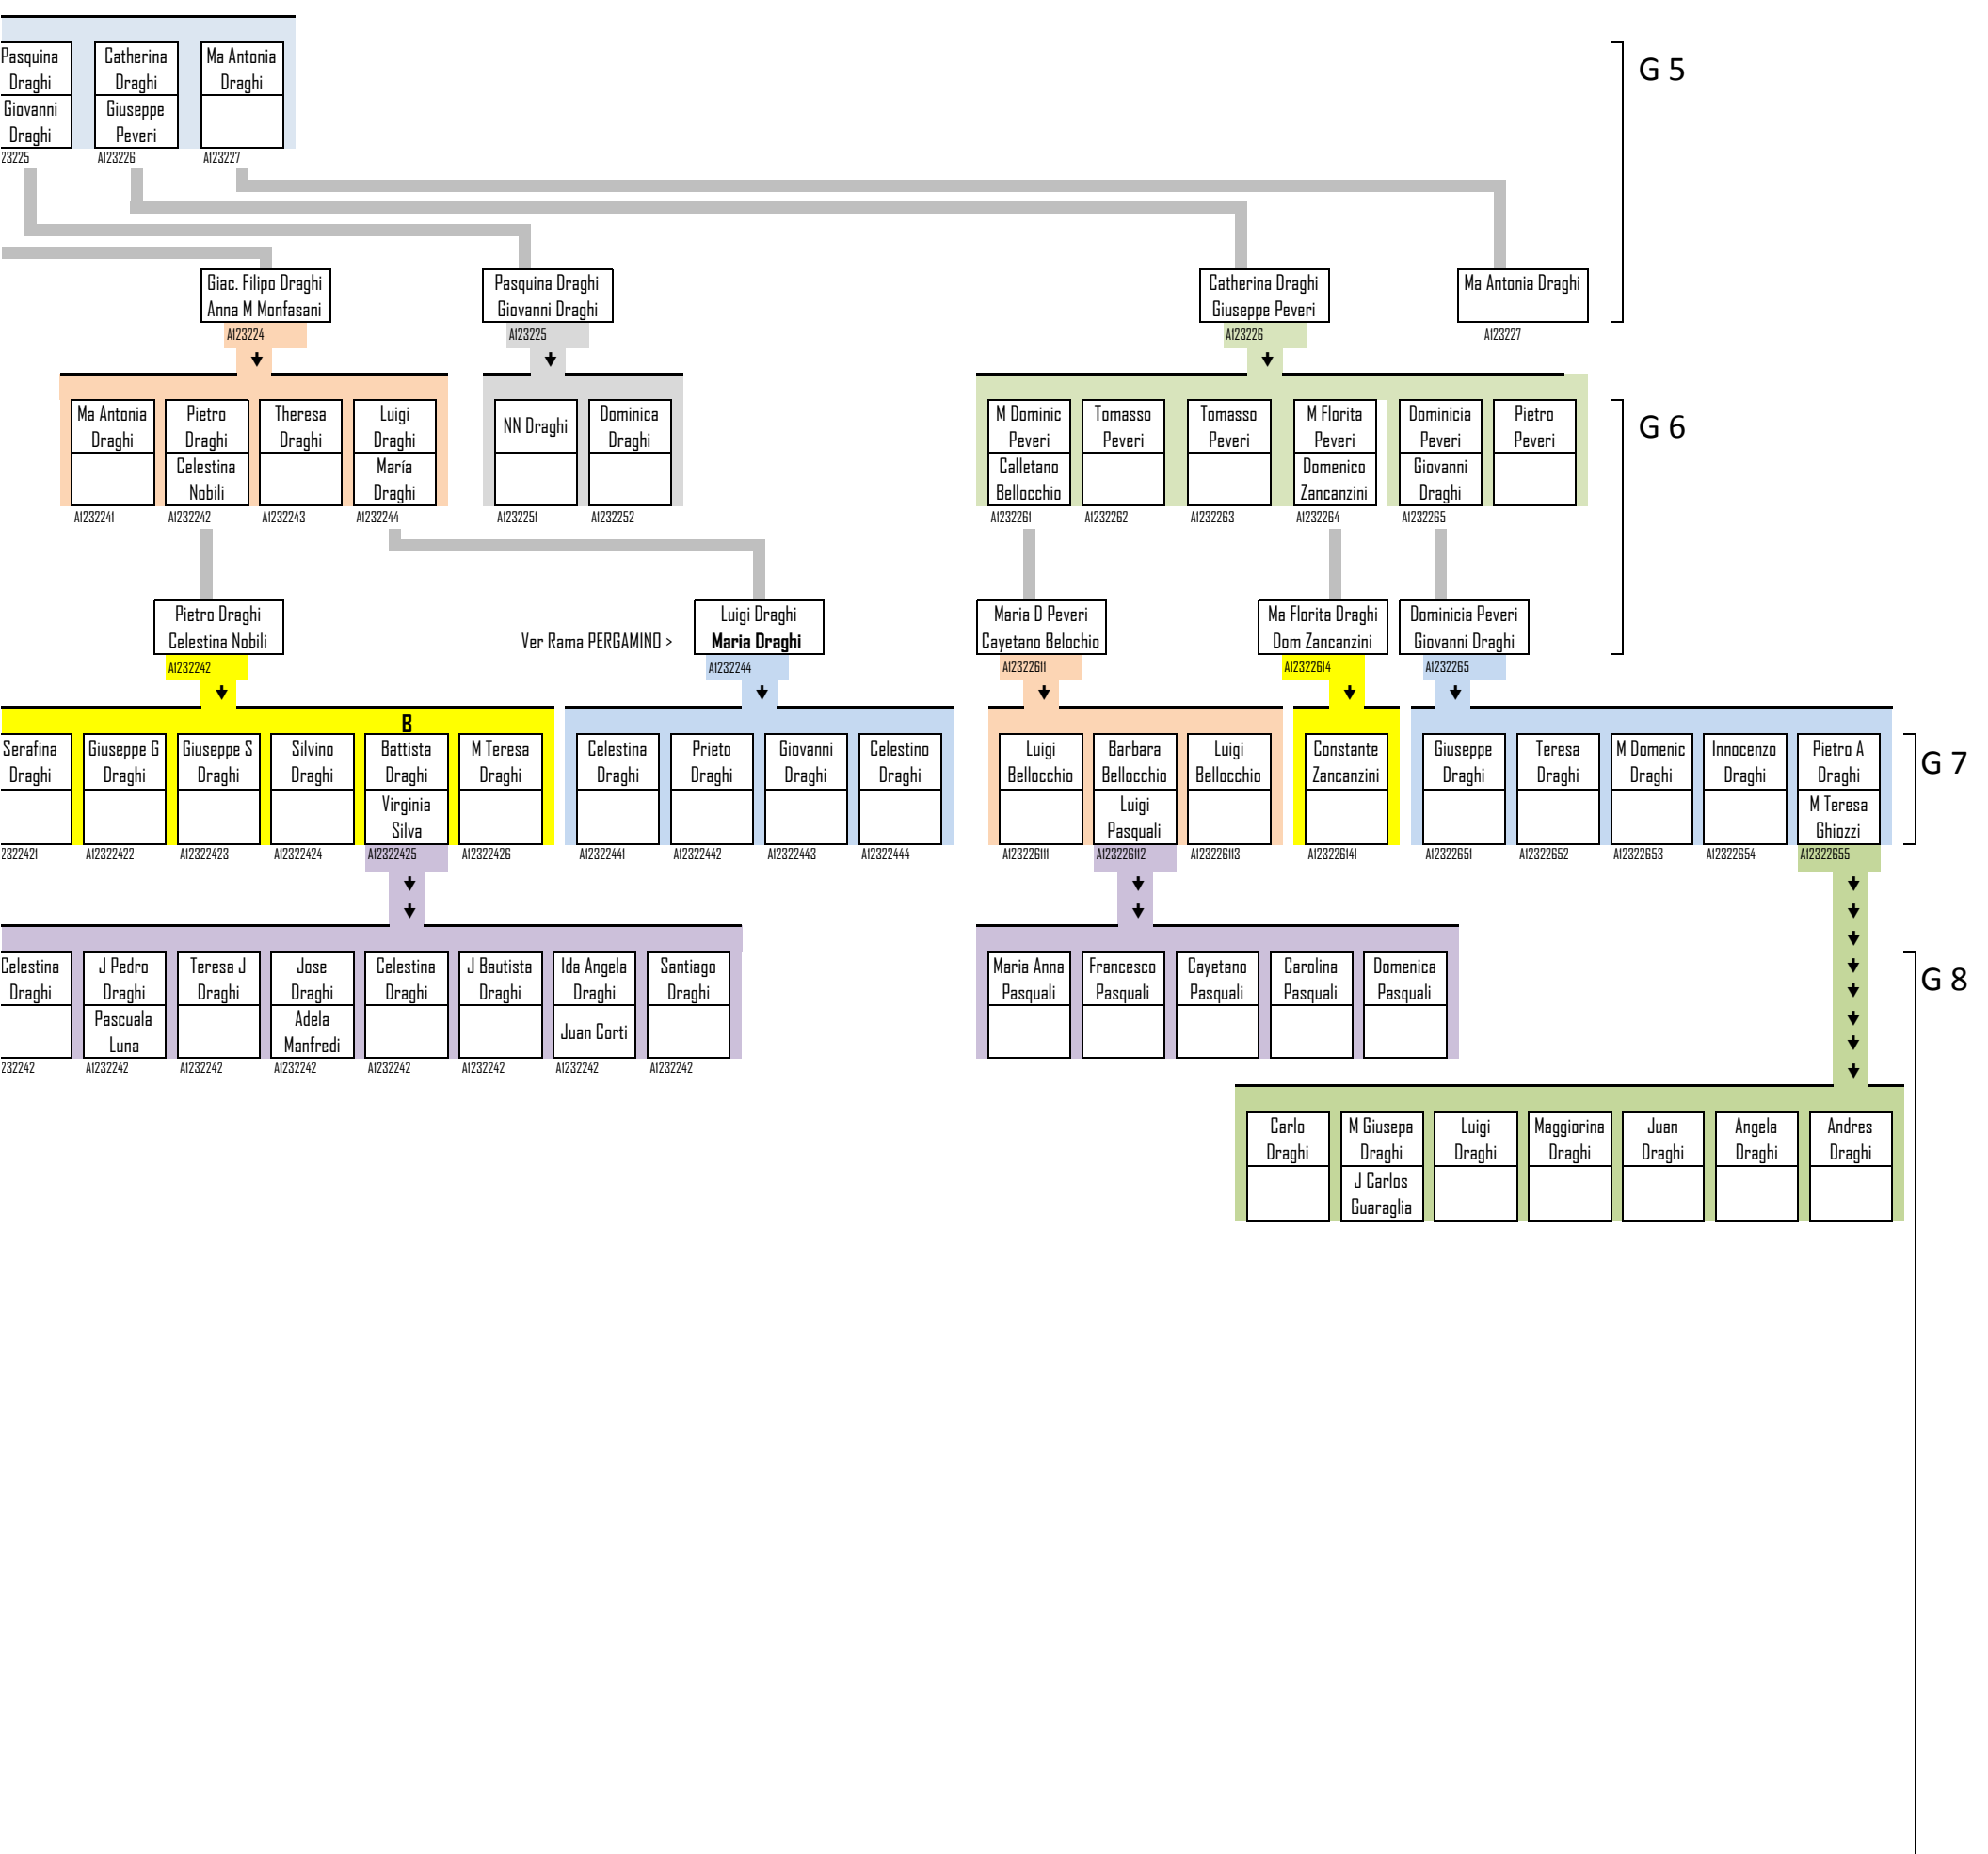 Pasquina
Draghi
Giovanni
Draghi
23225
Catherina
Draghi
Giuseppe
Peveri
A123226
Ma Antonia
Draghi
A123227
G 5
Giac. Filipo Draghi
Anna M Monfasani
A123224
Pasquina Draghi
Giovanni Draghi
A123225
Catherina Draghi
Giuseppe Peveri
A123226
Ma Antonia Draghi
A123227
Ma Antonia
Draghi
A1232241
Pietro
Draghi
Celestina
Nobili
A1232242
Theresa
Draghi
A1232243
Luigi
Draghi
María
Draghi
A1232244
NN Draghi
A1232251
Dominica
Draghi
A1232252
M Dominic
Peveri
Calletano
Bellocchio
A1232261
Tomasso
Peveri
A1232262
Tomasso
Peveri
A1232263
M Florita
Peveri
Domenico
Zancanzini
A1232264
Dominicia
Peveri
Giovanni
Draghi
A1232265
Pietro
Peveri
G 6
Pietro Draghi
Celestina Nobili
A1232242
Ver Rama PERGAMINO >
Luigi Draghi
Maria Draghi
A1232244
Maria D Peveri
Cayetano Belochio
A12322611
Ma Florita Draghi
Dom Zancanzini
A12322614
Dominicia Peveri
Giovanni Draghi
A1232265
B
Serafina
Draghi
2322421
Giuseppe G
Draghi
A12322422
Giuseppe S
Draghi
A12322423
Silvino
Draghi
A12322424
Battista
Draghi
Virginia
Silva
A12322425
M Teresa
Draghi
A12322426
Celestina
Draghi
A12322441
Prieto
Draghi
A12322442
Giovanni
Draghi
A12322443
Celestino
Draghi
A12322444
Luigi
Bellocchio
A123226111
Barbara
Bellocchio
Luigi
Pasquali
A123226112
Luigi
Bellocchio
A123226113
Constante
Zancanzini
A123226141
Giuseppe
Draghi
A12322651
Teresa
Draghi
A12322652
M Domenic
Draghi
A12322653
Innocenzo
Draghi
A12322654
Pietro A
Draghi
M Teresa
Ghiozzi
A12322655
G 7
Celestina
Draghi
232242
J Pedro
Draghi
Pascuala
Luna
A1232242
Teresa J
Draghi
A1232242
Jose
Draghi
Adela
Manfredi
A1232242
Celestina
Draghi
A1232242
J Bautista
Draghi
A1232242
Ida Angela
Draghi
Juan Corti
A1232242
Santiago
Draghi
A1232242
Maria Anna
Pasquali
Francesco
Pasquali
Cayetano
Pasquali
Carolina
Pasquali
Domenica
Pasquali
G 8
Carlo
Draghi
M Giusepa
Draghi
J Carlos
Guaraglia
Luigi
Draghi
Maggiorina
Draghi
Juan
Draghi
Angela
Draghi
Andres
Draghi